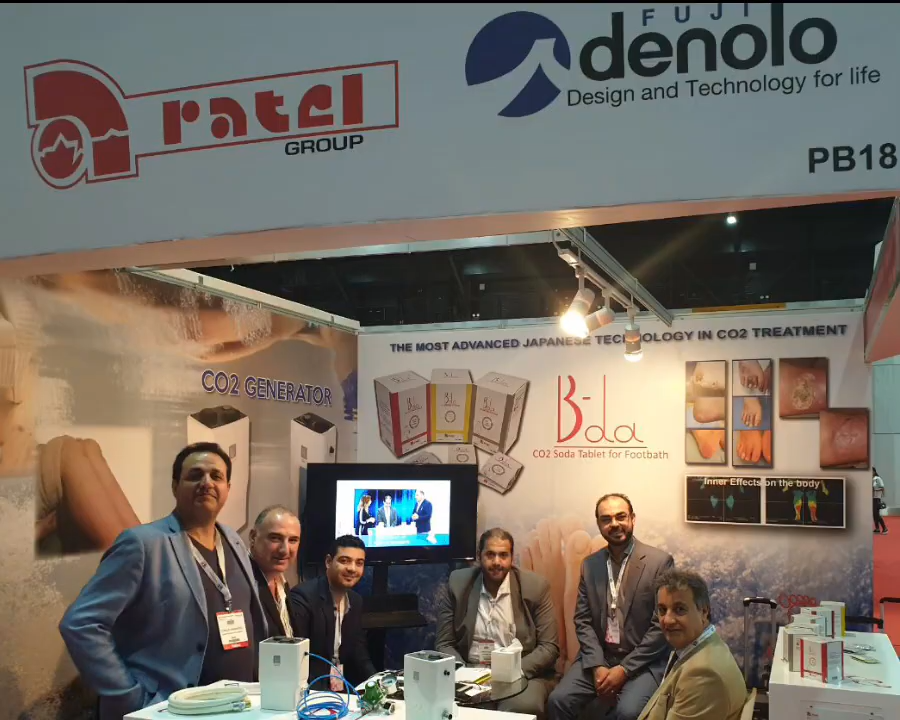 FUJI
ratel
GROUP
denolo
Design and Technology for life
PB18
THE MOST ADVANCED JAPANESE TECHNOLOGY IN CO2 TREATMENT
CO2 GENERATOR
B-da
CO2 Soda Tablet for Footbath
Inner Effects on the body